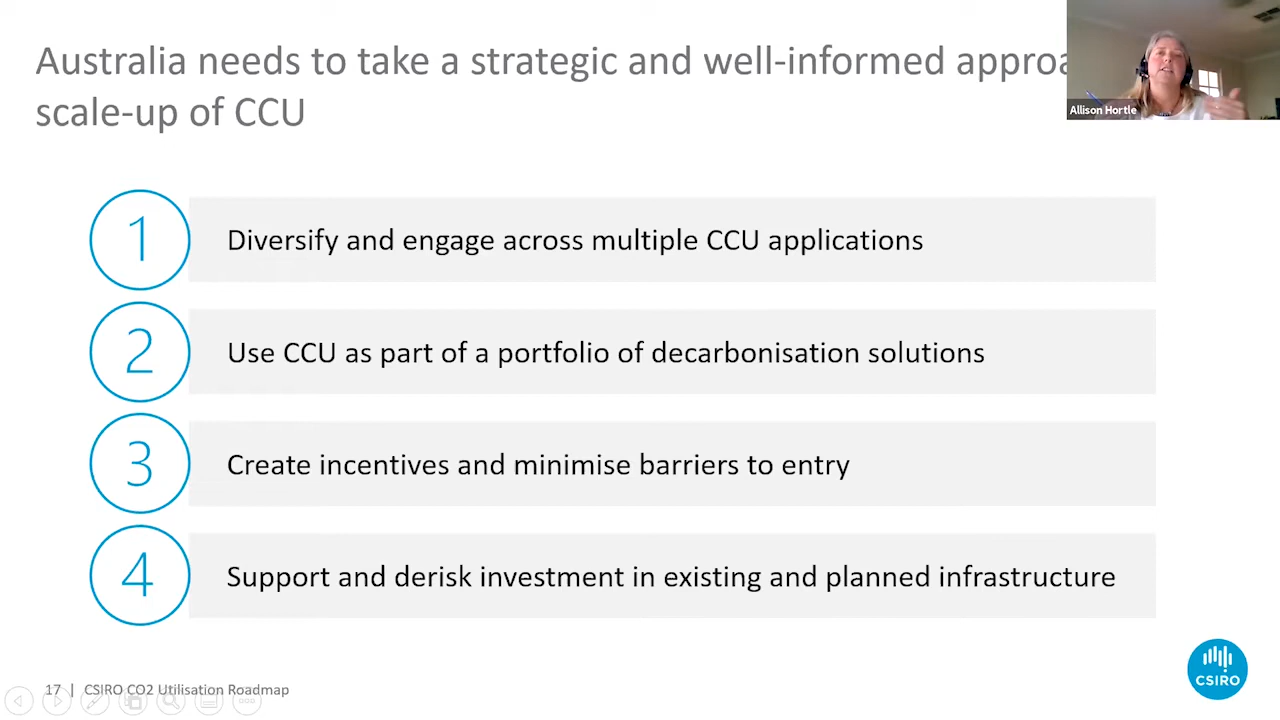 Australia needs to take a strategic and well-informed
scale-up of CCU
Allison Hortle
1
Diversify and engage across multiple CCU applications
2
Use CCU as part of a portfolio of decarbonisation solutions
3
Create incentives and minimise barriers to entry
4
Support and derisk investment in existing and planned infrastructure
17 | CSIRO CO2 Utilisation Roadmap
CSIRO